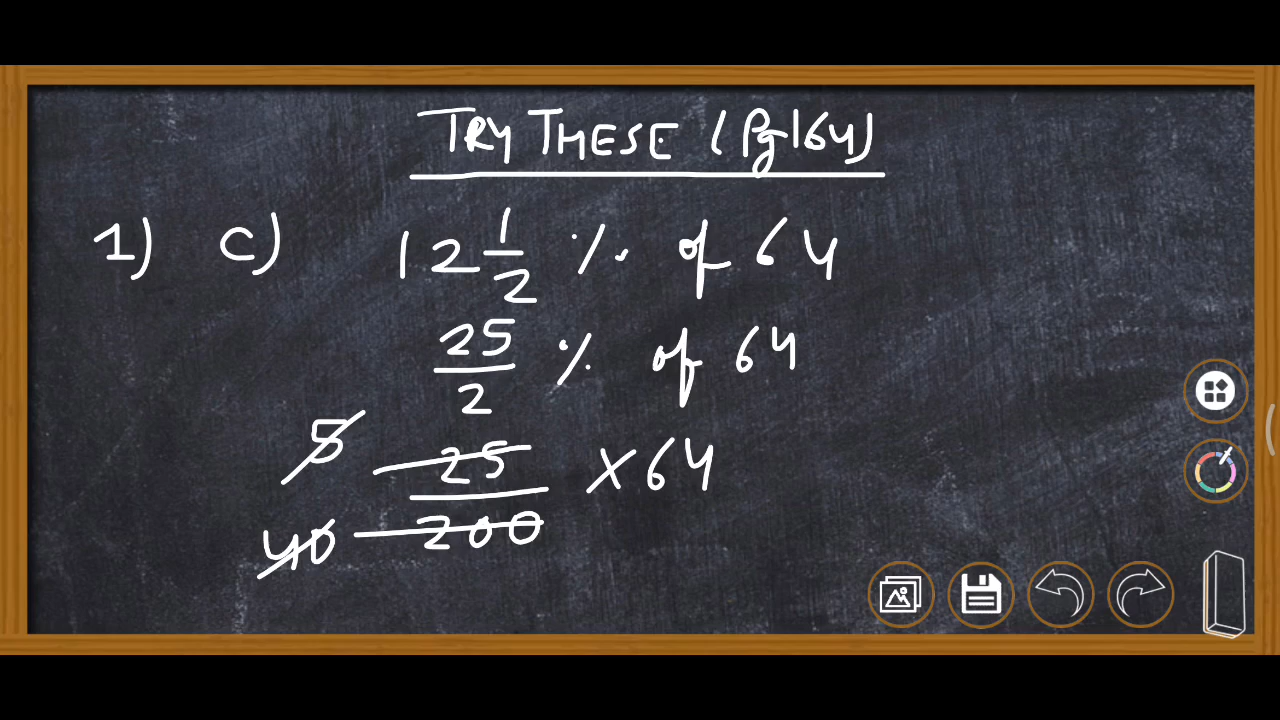 TRY THESE (Pg 164)
1) c) 12 1/2 % of 64
25/2 % of 64
5 25/200 × 64
40